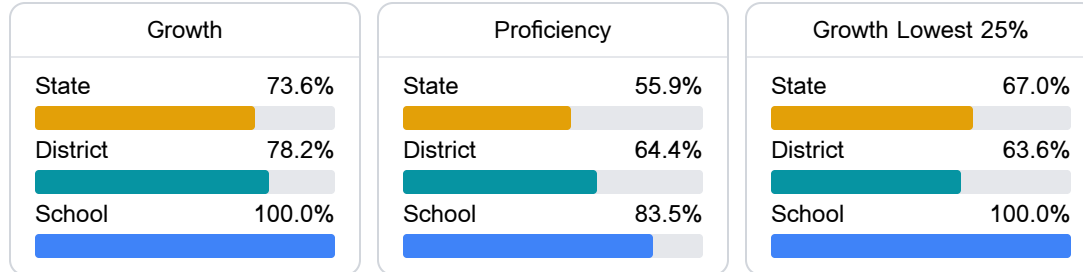 Growth
State 73.6%
District 78.2%
School 100.0%
Proficiency
State 55.9%
District 64.4%
School 83.5%
Growth Lowest 25%
State 67.0%
District 63.6%
School 100.0%